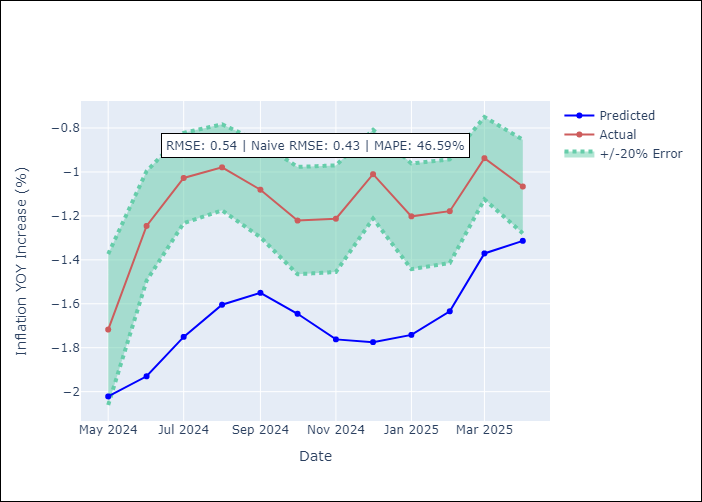 Predicted
Actual
+/-20% Error
RMSE: 0.54 | Naive RMSE: 0.43 | MAPE: 46.59%
−0.8
−1
−1.2
−1.4
−1.6
−1.8
−2
Inflation YOY Increase (%)
May 2024 Jul 2024 Sep 2024 Nov 2024 Jan 2025 Mar 2025
Date